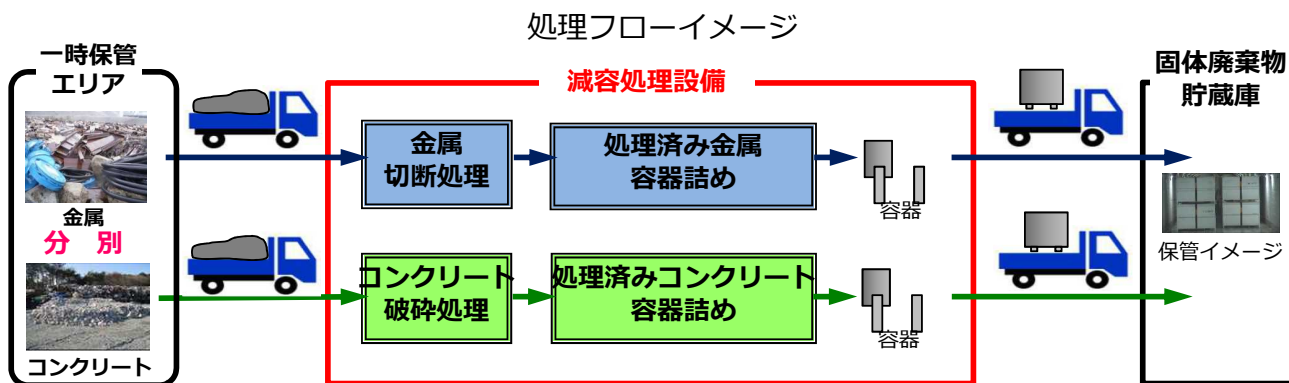 処理フローイメージ
一時保管
エリア
金属
分　別
コンクリート
減容処理設備
金属
切断処理
処理済み金属
容器詰め
容器
コンクリート
破砕処理
処理済みコンクリート
容器詰め
容器
固体廃棄物
貯蔵庫
保管イメージ